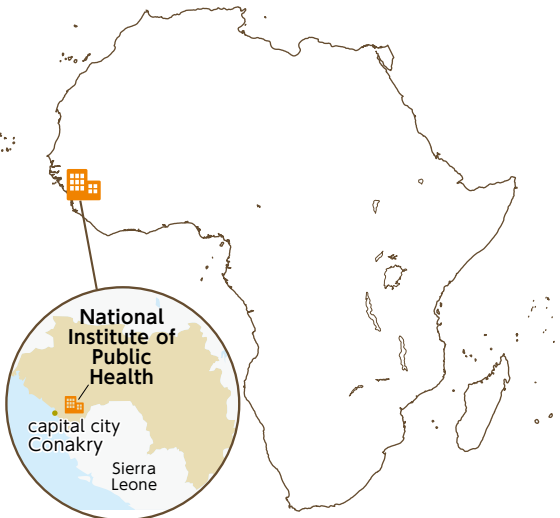 National
Institute of
Public
Health
capital city
Conakry
Sierra
Leone